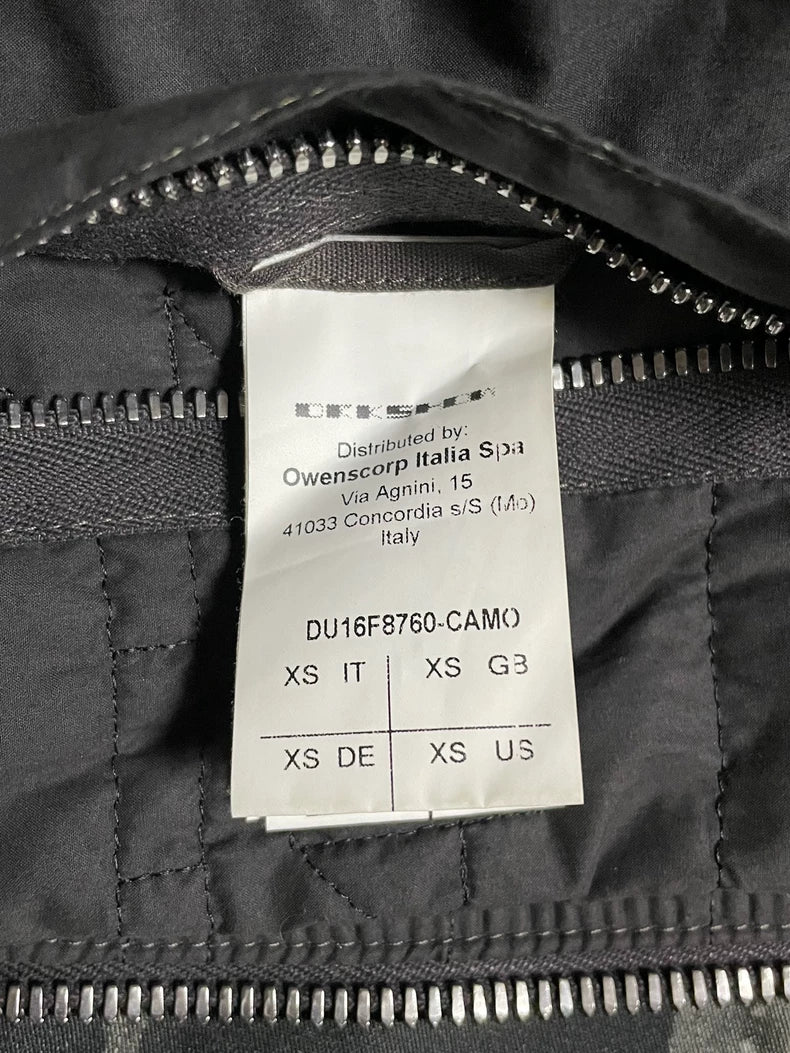 DRKSHDW
Distributed by:
Owenscorp Italia Spa
Via Agnini, 15
41033 Concordia s/S (Mo)
Italy
DU16F8760-CAMO
XS IT XS GB
XS DE XS US